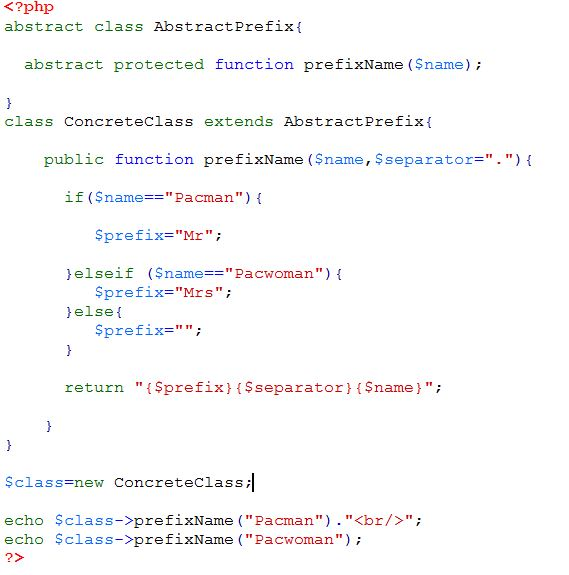 <?php
abstract class AbstractPrefix{
abstract protected function prefixName($name);
}
class ConcreteClass extends AbstractPrefix{
public function prefixName($name,$separator="."){
if($name=="Pacman"){
$prefix="Mr";
}elseif ($name=="Pacwoman"){
$prefix="Mrs";
}else{
$prefix="";
}
return "{$prefix}{$separator}{$name}";
}
}
$class=new ConcreteClass;
echo $class->prefixName("Pacman")."<br/>";
echo $class->prefixName("Pacwoman");
?>